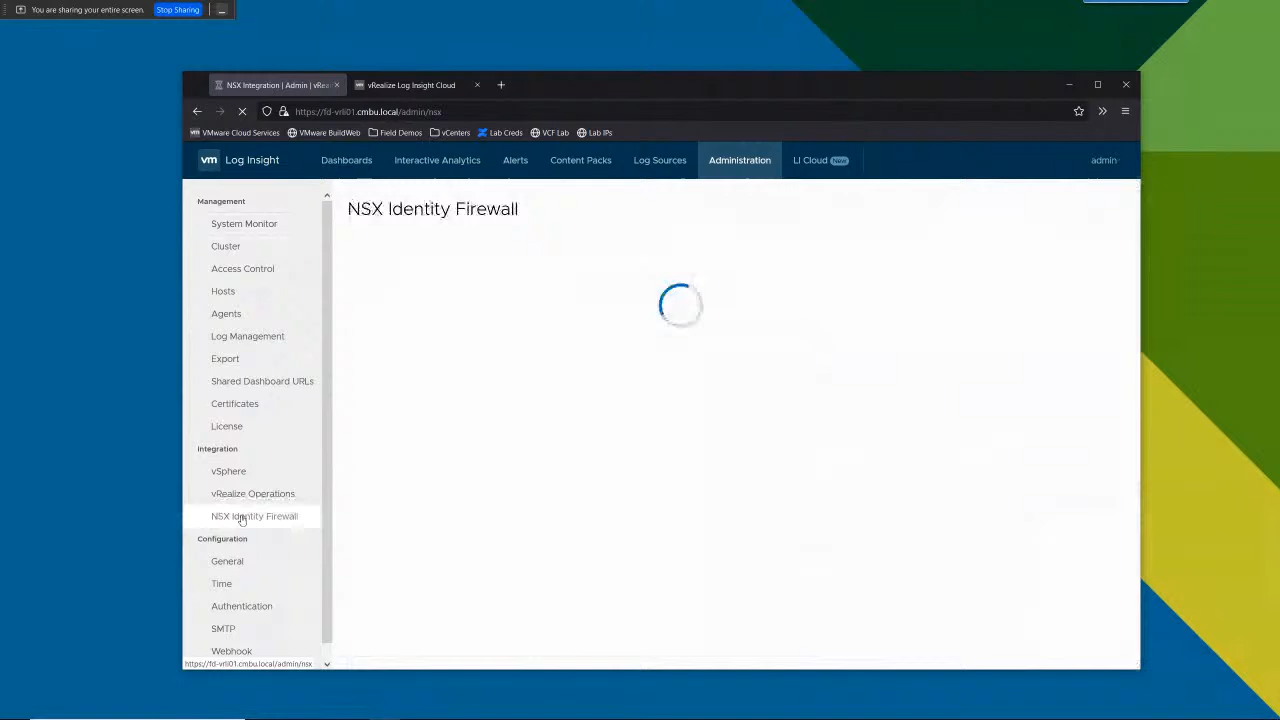 You are sharing your entire screen. Stop Sharing
NSX Integration | Admin | vRea
vRealize Log Insight Cloud
https://fd-vrli01.cmbu.local/admin/nsx
VMware Cloud Services
VMware BuildWeb
Field Demos
vCenters
Lab Creds
VCF Lab
Lab IPs
vm Log Insight
Dashboards
Interactive Analytics
Alerts
Content Packs
Log Sources
Administration
LI Cloud New
admin
Management
System Monitor
Cluster
Access Control
Hosts
Agents
Log Management
Export
Shared Dashboard URLs
Certificates
License
Integration
vSphere
vRealize Operations
NSX Identity Firewall
Configuration
General
Time
Authentication
SMTP
Webhook
https://fd-vrli01.cmbu.local/admin/nsx
NSX Identity Firewall